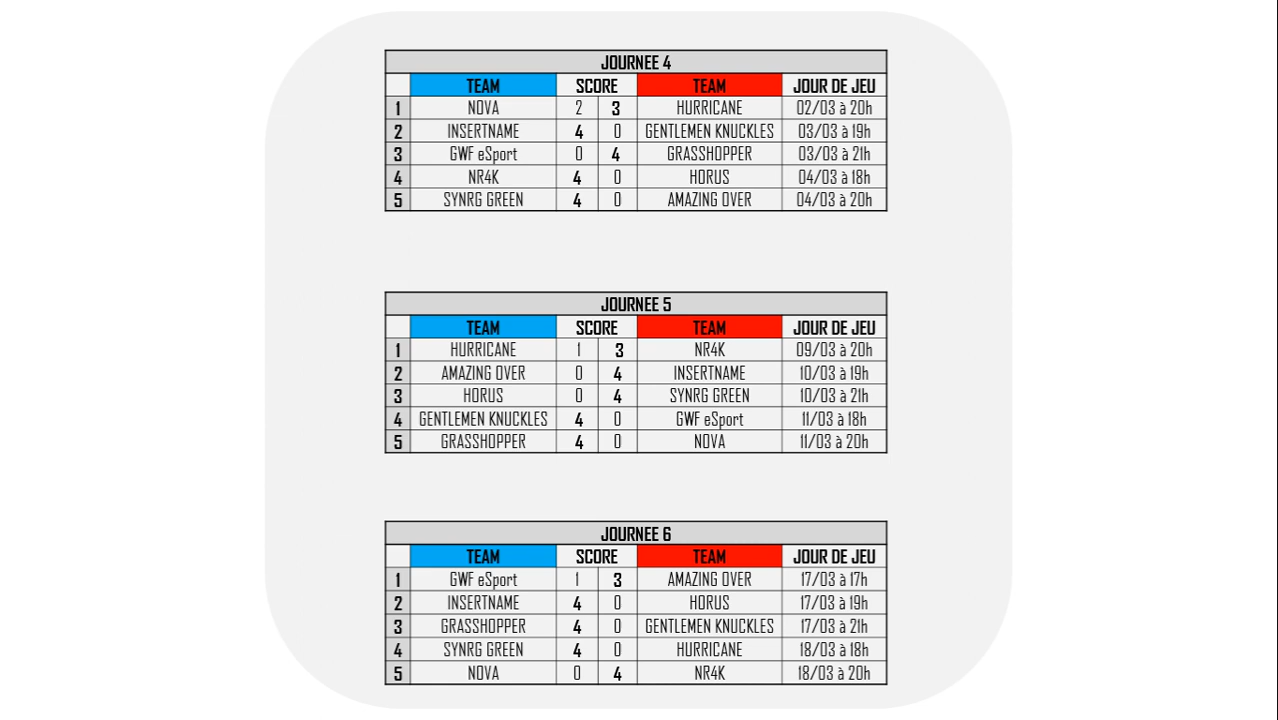 JOURNEE 4
TEAM SCORE TEAM JOUR DE JEU
1 NOVA 2 3 HURRICANE 02/03 à 20h
2 INSERTNAME 4 0 GENTLEMEN KNUCKLES 03/03 à 19h
3 GWF eSport 0 4 GRASSHOPPER 03/03 à 21h
4 NR4K 4 0 HORUS 04/03 à 18h
5 SYNRG GREEN 4 0 AMAZING OVER 04/03 à 20h
JOURNEE 5
TEAM SCORE TEAM JOUR DE JEU
1 HURRICANE 1 3 NR4K 09/03 à 20h
2 AMAZING OVER 0 4 INSERTNAME 10/03 à 19h
3 HORUS 0 4 SYNRG GREEN 10/03 à 21h
4 GENTLEMEN KNUCKLES 4 0 GWF eSport 11/03 à 18h
5 GRASSHOPPER 4 0 NOVA 11/03 à 20h
JOURNEE 6
TEAM SCORE TEAM JOUR DE JEU
1 GWF eSport 1 3 AMAZING OVER 17/03 à 17h
2 INSERTNAME 4 0 HORUS 17/03 à 19h
3 GRASSHOPPER 4 0 GENTLEMEN KNUCKLES 17/03 à 21h
4 SYNRG GREEN 4 0 HURRICANE 18/03 à 18h
5 NOVA 0 4 NR4K 18/03 à 20h